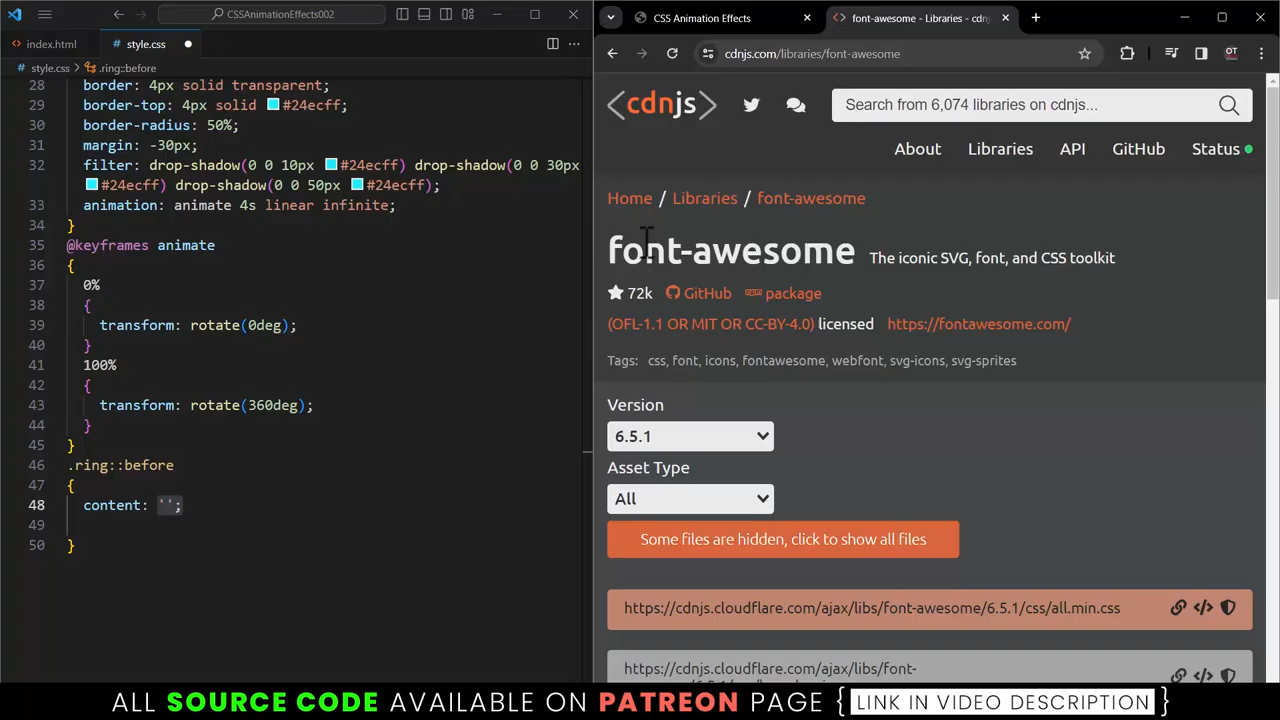 CSSAnimationEffects002
index.html
style.css
style.css > .ring::before
28 border: 4px solid transparent;
29 border-top: 4px solid #24ecff;
30 border-radius: 50%;
31 margin: -30px;
32 filter: drop-shadow(0 0 10px #24ecff) drop-shadow(0 0 30px
#24ecff) drop-shadow(0 0 50px #24ecff);
33 animation: animate 4s linear infinite;
34 }
35 @keyframes animate
36 {
37 0%
38 {
39 transform: rotate(0deg);
40 }
41 100%
42 {
43 transform: rotate(360deg);
44 }
45 }
46 .ring::before
47 {
48 content: '';
49
50 }
CSS Animation Effects
font-awesome - Libraries - cdnj
cdnjs.com/libraries/font-awesome
<cdnjs>
Search from 6,074 libraries on cdnjs...
About Libraries API GitHub Status
Home / Libraries / font-awesome
font-awesome The iconic SVG, font, and CSS toolkit
72k GitHub package
(OFL-1.1 OR MIT OR CC-BY-4.0) licensed https://fontawesome.com/
Tags: css, font, icons, fontawesome, webfont, svg-icons, svg-sprites
Version
6.5.1
Asset Type
All
Some files are hidden, click to show all files
https://cdnjs.cloudflare.com/ajax/libs/font-awesome/6.5.1/css/all.min.css
https://cdnjs.cloudflare.com/ajax/libs/font-
ALL SOURCE CODE AVAILABLE ON PATREON PAGE { LINK IN VIDEO DESCRIPTION }